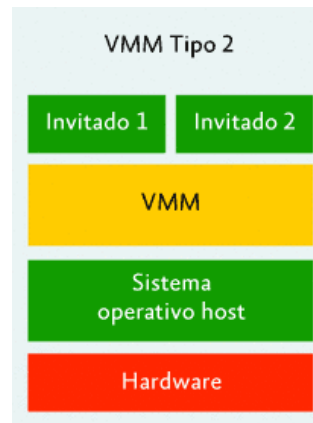 VMM Tipo 2
Invitado 1 Invitado 2
VMM
Sistema
operativo host
Hardware